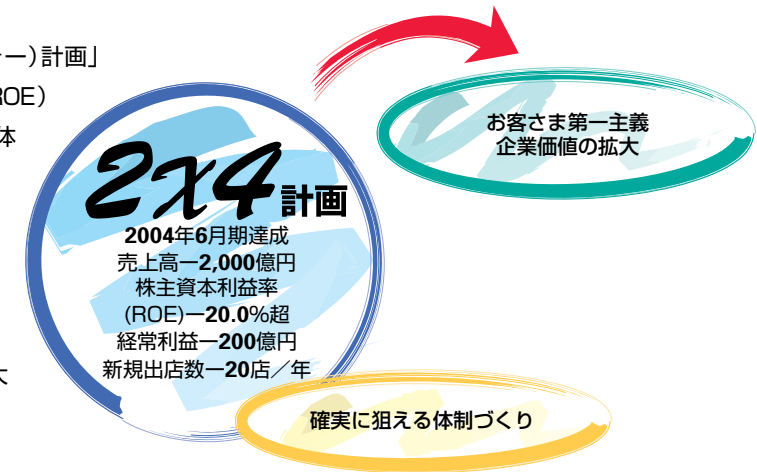 ー)計画」
ROE)
体
大
2x4計画
2004年6月期達成
売上高ー2,000億円
株主資本利益率
(ROE)ー20.0%超
経常利益ー200億円
新規出店数ー20店/年
お客さま第一主義
企業価値の拡大
確実に狙える体制づくり